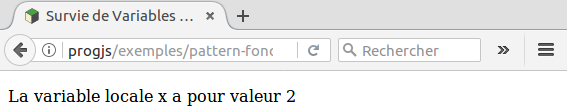 Survie de Variables ...
progjs/exemples/pattern-fonc
Rechercher
La variable locale x a pour valeur 2